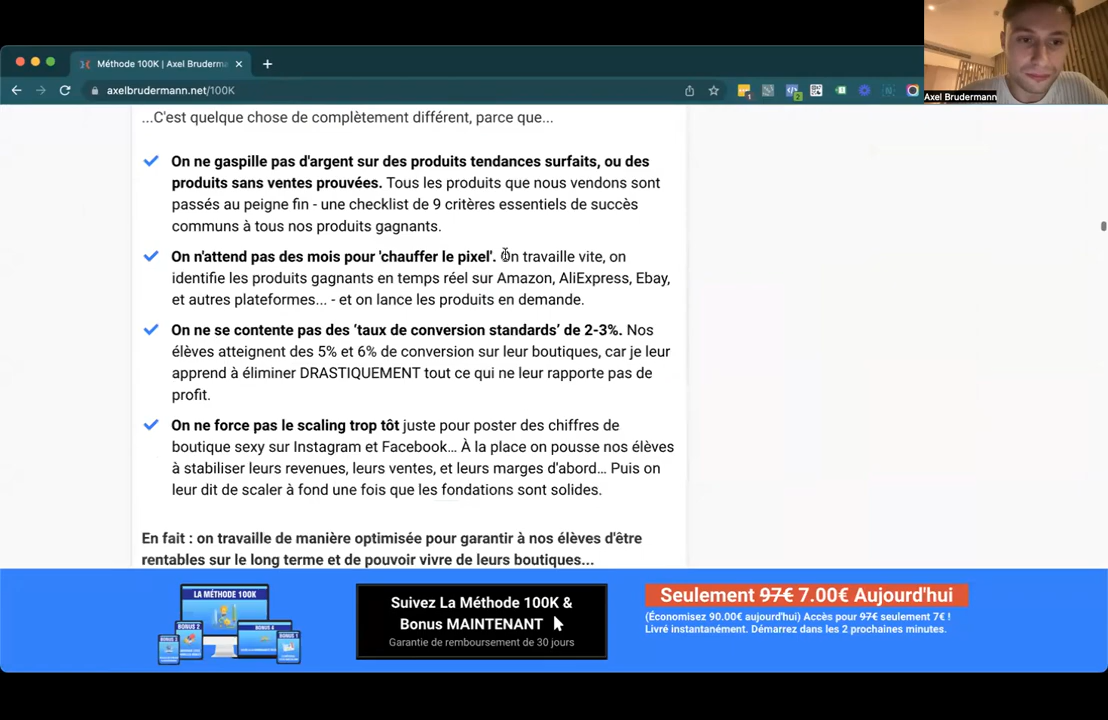 Méthode 100K | Axel Bruderm
axelbrudermann.net/100K
Axel Brudermann
...C'est quelque chose de complètement différent, parce que...
On ne gaspille pas d'argent sur des produits tendances surfaits, ou des
produits sans ventes prouvées. Tous les produits que nous vendons sont
passés au peigne fin - une checklist de 9 critères essentiels de succès
communs à tous nos produits gagnants.
On n'attend pas des mois pour 'chauffer le pixel'. On travaille vite, on
identifie les produits gagnants en temps réel sur Amazon, AliExpress, Ebay,
et autres plateformes... - et on lance les produits en demande.
On ne se contente pas des ‘taux de conversion standards’ de 2-3%. Nos
élèves atteignent des 5% et 6% de conversion sur leur boutiques, car je leur
apprend à éliminer DRASTIQUEMENT tout ce qui ne leur rapporte pas de
profit.
On ne force pas le scaling trop tôt juste pour poster des chiffres de
boutique sexy sur Instagram et Facebook... À la place on pousse nos élèves
à stabiliser leurs revenues, leurs ventes, et leurs marges d'abord... Puis on
leur dit de scaler à fond une fois que les fondations sont solides.
En fait : on travaille de manière optimisée pour garantir à nos élèves d'être
rentables sur le long terme et de pouvoir vivre de leurs boutiques...
LA MÉTHODE 100K
BONUS 2
BONUS 4
BONUS 3
BONUS 1
Suivez La Méthode 100K &
Bonus MAINTENANT
Garantie de remboursement de 30 jours
Seulement 97€ 7.00€ Aujourd'hui
(Économisez 90.00€ aujourd'hui) Accès pour 97€ seulement 7€ !
Livré instantanément. Démarrez dans les 2 prochaines minutes.